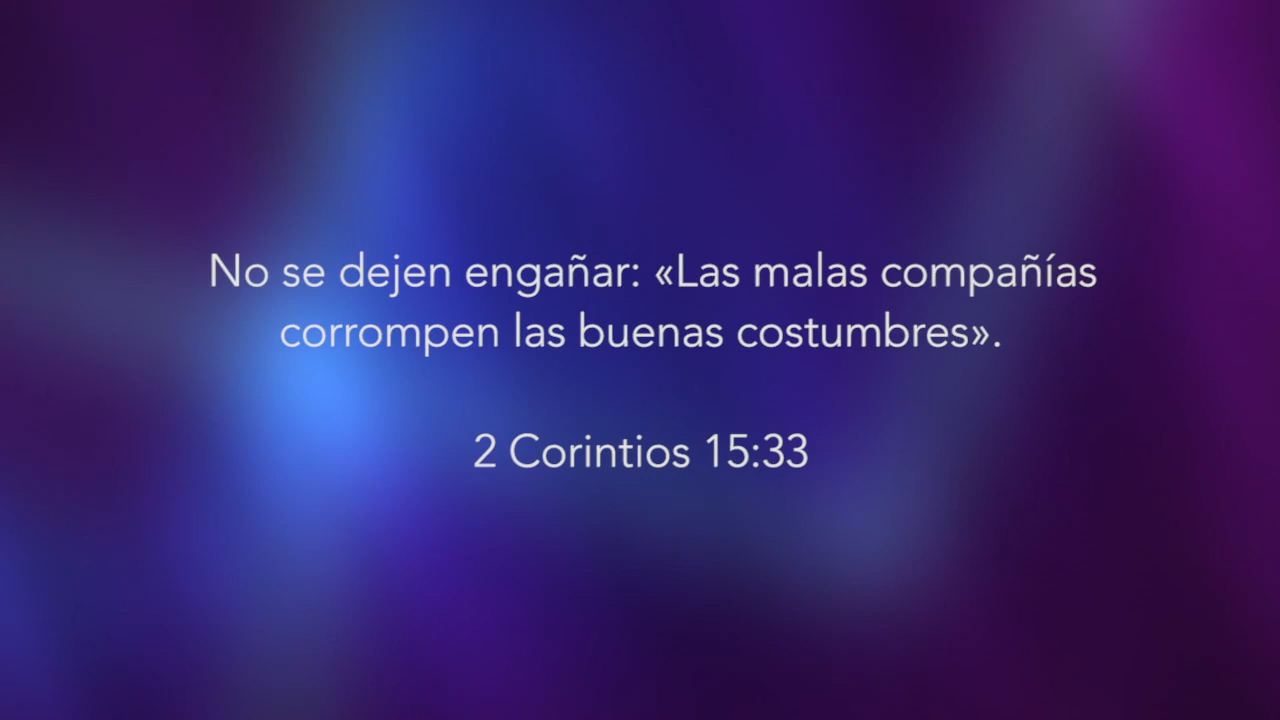 No se dejen engañar: «Las malas compañías
corrompen las buenas costumbres».
2 Corintios 15:33